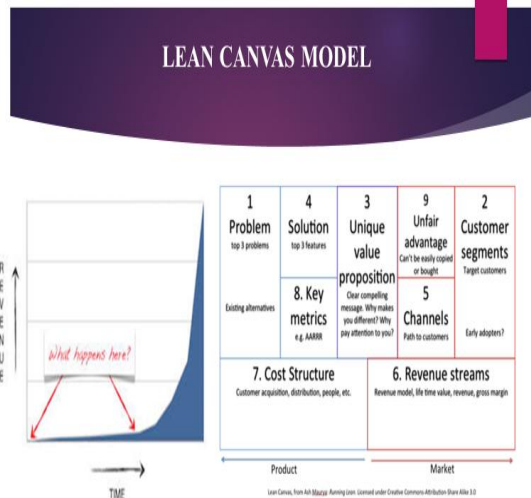 LEAN CANVAS MODEL
REVENUE
What happens here?
TIME
1
Problem
top 3 problems
Existing alternatives
4
Solution
top 3 features
8. Key
metrics
e.g. AARRR
3
Unique
value
proposition
Clear compelling
message. Why makes
you different? Why
pay attention to you?
9
Unfair
advantage
Can't be easily copied
or bought
5
Channels
Path to customers
2
Customer
segments
Target customers
Early adopters?
7. Cost Structure
Customer acquisition, distribution, people, etc.
6. Revenue streams
Revenue model, life time value, revenue, gross margin
Product
Market
Lean Canvas, from Ash Maurya: Running Lean. Licensed under Creative Commons Attribution-Share Alike 3.0